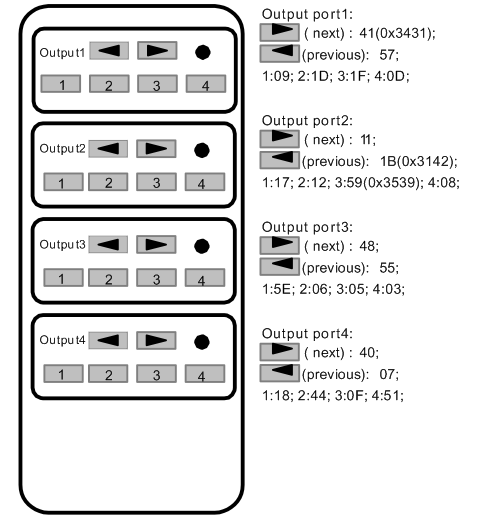 Output1
1 2 3 4
Output2
1 2 3 4
Output3
1 2 3 4
Output4
1 2 3 4
Output port1:
( next) : 41(0x3431);
(previous): 57;
1:09; 2:1D; 3:1F; 4:0D;
Output port2:
( next) : 11;
(previous): 1B(0x3142);
1:17; 2:12; 3:59(0x3539); 4:08;
Output port3:
( next) : 48;
(previous): 55;
1:5E; 2:06; 3:05; 4:03;
Output port4:
( next) : 40;
(previous): 07;
1:18; 2:44; 3:0F; 4:51;